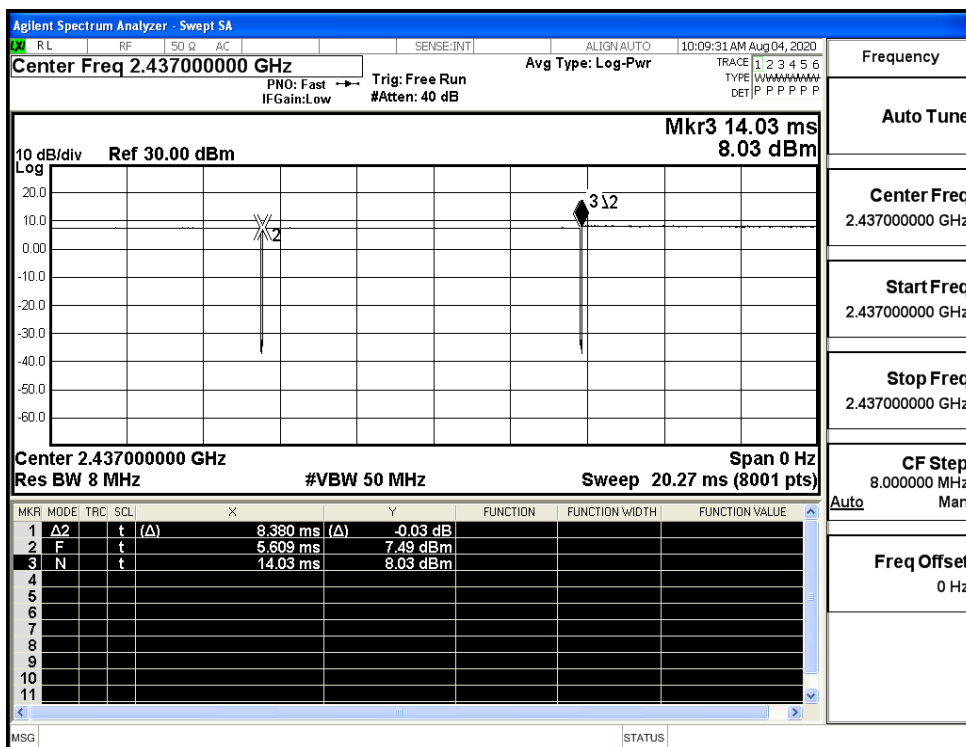 Agilent Spectrum Analyzer - Swept SA
LXI RL RF 50 Ω AC SENSE:INT ALIGN AUTO 10:09:31 AM Aug 04, 2020
Center Freq 2.437000000 GHz
PNO: Fast
IFGain:Low
Trig: Free Run
#Atten: 40 dB
Avg Type: Log-Pwr
TRACE 1 2 3 4 5 6
TYPE WWWWWW
DET P P P P P P
Mkr3 14.03 ms
8.03 dBm
10 dB/div Ref 30.00 dBm
Log
20.0
10.0
0.00
-10.0
-20.0
-30.0
-40.0
-50.0
-60.0
2
3 Δ2
Center 2.437000000 GHz Span 0 Hz
Res BW 8 MHz #VBW 50 MHz Sweep 20.27 ms (8001 pts)
MKR MODE TRC SCL X Y FUNCTION FUNCTION WIDTH FUNCTION VALUE
1 Δ2 t (Δ) 8.380 ms (Δ) -0.03 dB
2 F t 5.609 ms 7.49 dBm
3 N t 14.03 ms 8.03 dBm
4
5
6
7
8
9
10
11
MSG STATUS
Frequency
Auto Tune
Center Freq
2.437000000 GHz
Start Freq
2.437000000 GHz
Stop Freq
2.437000000 GHz
CF Step
8.000000 MHz
Auto Man
Freq Offset
0 Hz